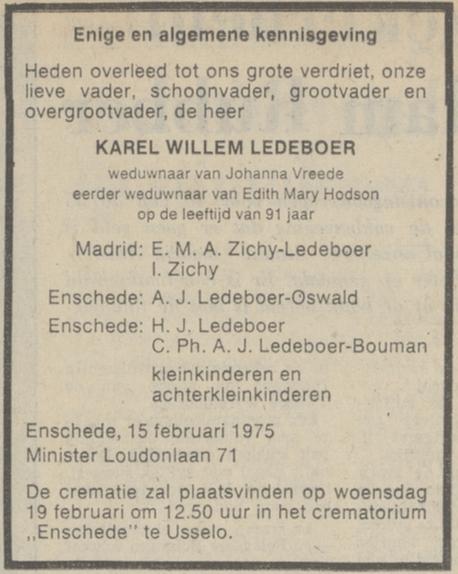 Enige en algemene kennisgeving
Heden overleed tot ons grote verdriet, onze
lieve vader, schoonvader, grootvader en
overgrootvader, de heer
KAREL WILLEM LEDEBOER
weduwnaar van Johanna Vreede
eerder weduwnaar van Edith Mary Hodson
op de leeftijd van 91 jaar
Madrid: E. M. A. Zichy-Ledeboer
I. Zichy
Enschede: A. J. Ledeboer-Oswald
Enschede: H. J. Ledeboer
C. Ph. A. J. Ledeboer-Bouman
kleinkinderen en
achterkleinkinderen
Enschede, 15 februari 1975
Minister Loudonlaan 71
De crematie zal plaatsvinden op woensdag
19 februari om 12.50 uur in het crematorium
„Enschede" te Usselo.